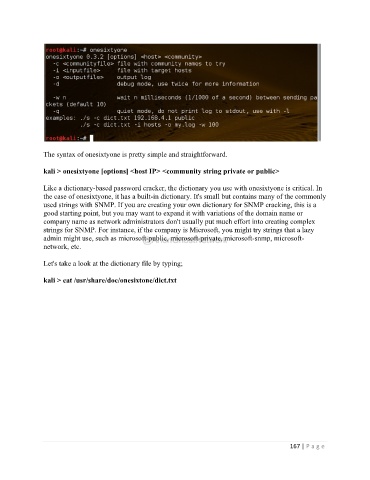 root@kali:~# onesixtyone
onesixtyone 0.3.2 [options] <host> <community>
-c <communityfile> file with community names to try
-i <inputfile> file with target hosts
-o <outputfile> output log
-d debug mode, use twice for more information
-w n wait n milliseconds (1/1000 of a second) between sending pa
ckets (default 10)
-q quiet mode, do not print log to stdout, use with -l
examples: ./s -c dict.txt 192.168.4.1 public
./s -c dict.txt -i hosts -o my.log -w 100
root@kali:~#
The syntax of onesixtyone is pretty simple and straightforward.
kali > onesixtyone [options] <host IP> <community string private or public>
Like a dictionary-based password cracker, the dictionary you use with onesixtyone is critical. In
the case of onesixtyone, it has a built-in dictionary. It's small but contains many of the commonly
used strings with SNMP. If you are creating your own dictionary for SNMP cracking, this is a
good starting point, but you may want to expand it with variations of the domain name or
company name as network administrators don't usually put much effort into creating complex
strings for SNMP. For instance, if the company is Microsoft, you might try strings that a lazy
admin might use, such as microsoft-public, microsoft-private, microsoft-snmp, microsoft-
network, etc.
Let's take a look at the dictionary file by typing;
kali > cat /usr/share/doc/onesixtone/dict.txt
167 | P a g e